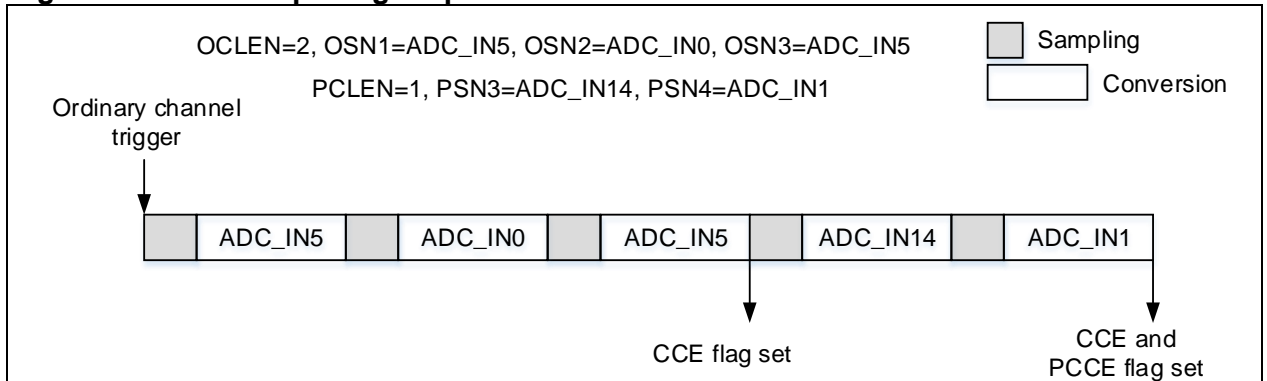 OCLEN=2, OSN1=ADC_IN5, OSN2=ADC_IN0, OSN3=ADC_IN5
PCLEN=1, PSN3=ADC_IN14, PSN4=ADC_IN1
Sampling
Conversion
Ordinary channel
trigger
ADC_IN5
ADC_IN0
ADC_IN5
ADC_IN14
ADC_IN1
CCE flag set
CCE and
PCCE flag set